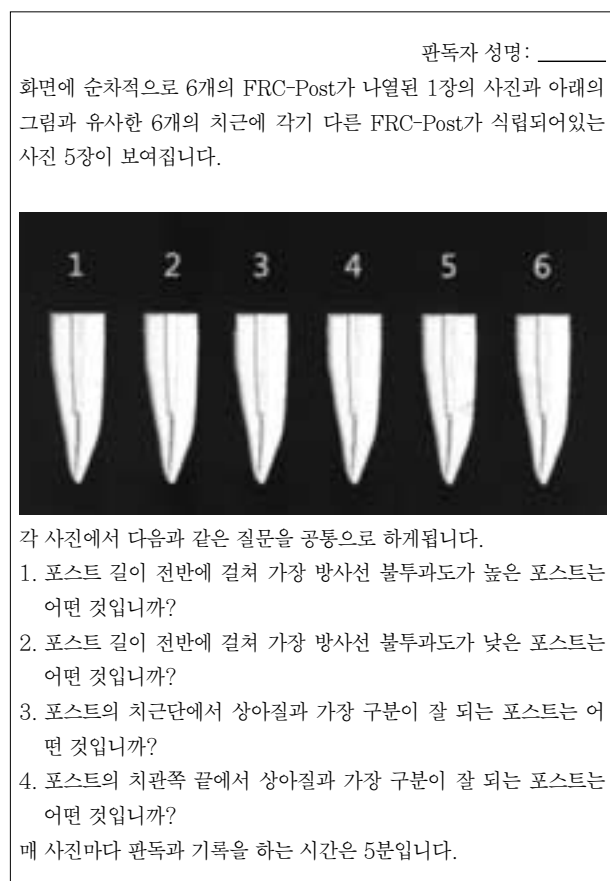 판독자 성명:
화면에 순차적으로 6개의 FRC-Post가 나열된 1장의 사진과 아래의
그림과 유사한 6개의 치근에 각기 다른 FRC-Post가 식립되어있는
사진 5장이 보여집니다.
1 2 3 4 5 6
각 사진에서 다음과 같은 질문을 공통으로 하게됩니다.
1. 포스트 길이 전반에 걸쳐 가장 방사선 불투과도가 높은 포스트는
어떤 것입니까?
2. 포스트 길이 전반에 걸쳐 가장 방사선 불투과도가 낮은 포스트는
어떤 것입니까?
3. 포스트의 치근단에서 상아질과 가장 구분이 잘 되는 포스트는 어
떤 것입니까?
4. 포스트의 치관쪽 끝에서 상아질과 가장 구분이 잘 되는 포스트는
어떤 것입니까?
매 사진마다 판독과 기록을 하는 시간은 5분입니다.